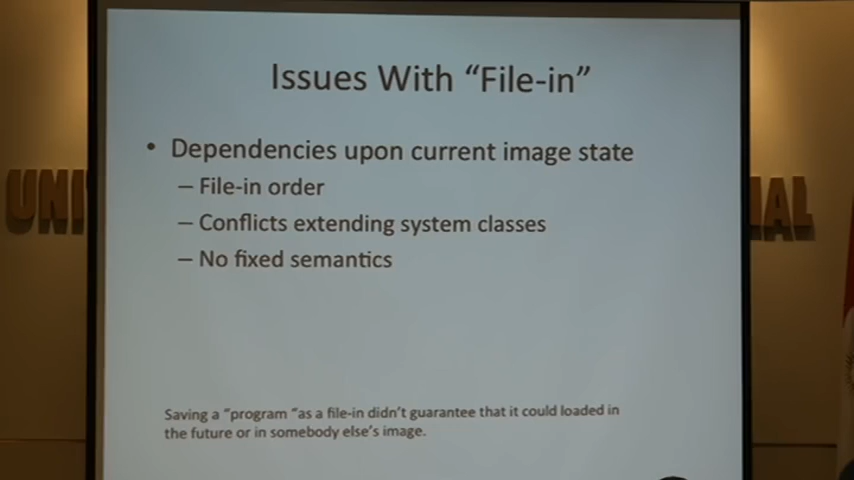 Issues With “File-in”
• Dependencies upon current image state
– File-in order
– Conflicts extending system classes
– No fixed semantics
Saving a “program “as a file-in didn’t guarantee that it could loaded in
the future or in somebody else’s image.
UNI
AL